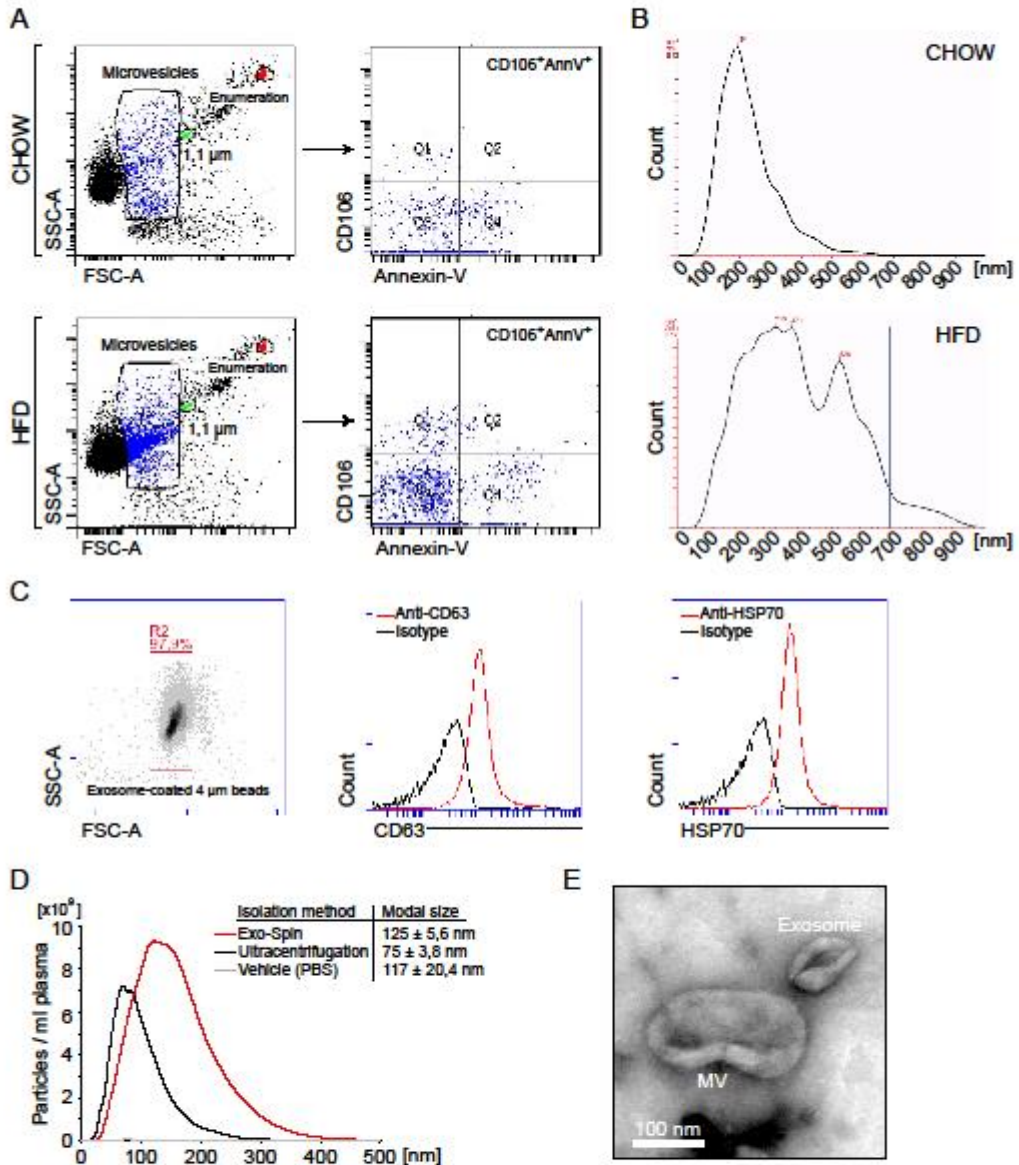 A
CHOW
Microvesicles
Enumeration
1,1 µm
SSC-A
FSC-A
CD106⁺AnnV⁺
Q1
Q2
Q4
CD106
Annexin-V
HFD
Microvesicles
Enumeration
1,1 µm
SSC-A
FSC-A
CD106⁺AnnV⁺
Q2
Q4
CD106
Annexin-V
B
CHOW
Count
0 100 200 300 400 500 600 700 800 900 [nm]
HFD
Count
0 100 200 300 400 500 600 700 800 900 [nm]
C
R2
97,9%
SSC-A
Exosome-coated 4 µm beads
FSC-A
Anti-CD63
Isotype
Count
CD63
Anti-HSP70
Isotype
Count
HSP70
D
[x10⁹]
Particles / ml plasma
10
8
6
4
2
0
0 100 200 300 400 500 [nm]
Isolation method Modal size
Exo-Spin 125 ± 5,6 nm
Ultracentrifugation 75 ± 3,8 nm
Vehicle (PBS) 117 ± 20,4 nm
E
Exosome
MV
100 nm